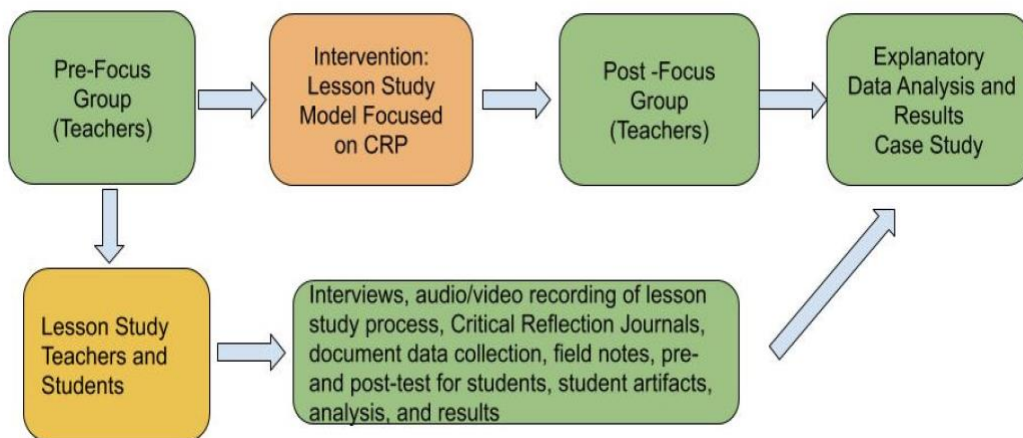 Pre-Focus
Group
(Teachers)
Intervention:
Lesson Study
Model Focused
on CRP
Post -Focus
Group
(Teachers)
Explanatory
Data Analysis and
Results
Case Study
Lesson Study
Teachers and
Students
Interviews, audio/video recording of lesson
study process, Critical Reflection Journals,
document data collection, field notes, pre-
and post-test for students, student artifacts,
analysis, and results